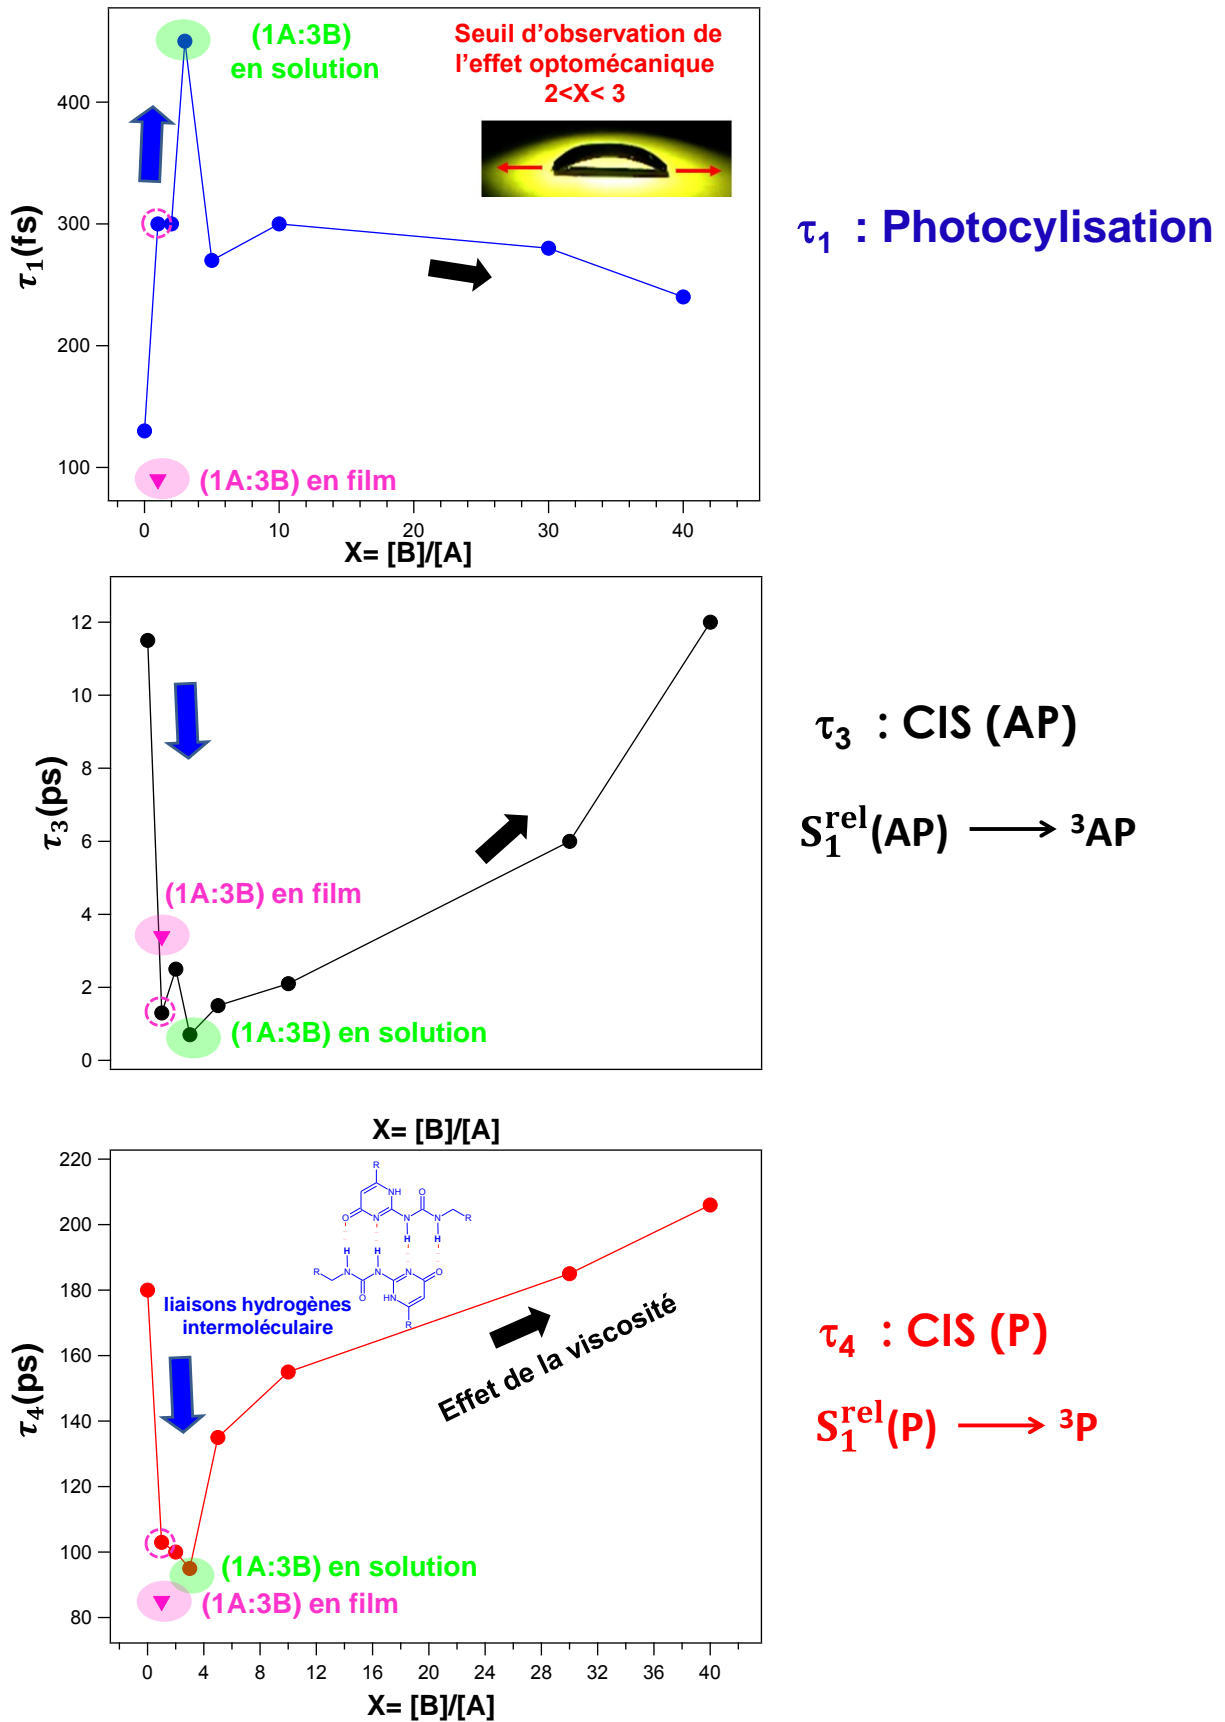 (1A:3B)
en solution
Seuil d’observation de
l’effet optomécanique
2<X< 3
400
300
200
100
τ1(fs)
(1A:3B) en film
0 10 20 30 40
X= [B]/[A]
τ1 : Photocylisation
12
10
8
6
4
2
0
τ3(ps)
(1A:3B) en film
(1A:3B) en solution
τ3 : CIS (AP)
S1rel(AP) ⟶ 3AP
X= [B]/[A]
220
200
180
160
140
120
100
80
τ4(ps)
R
NH
O
O N N N R
H H
H H
R N N N O
O HN
R
liaisons hydrogènes
intermoléculaire
Effet de la viscosité
(1A:3B) en solution
(1A:3B) en film
0 4 8 12 16 20 24 28 32 36 40
X= [B]/[A]
τ4 : CIS (P)
S1rel(P) ⟶ 3P